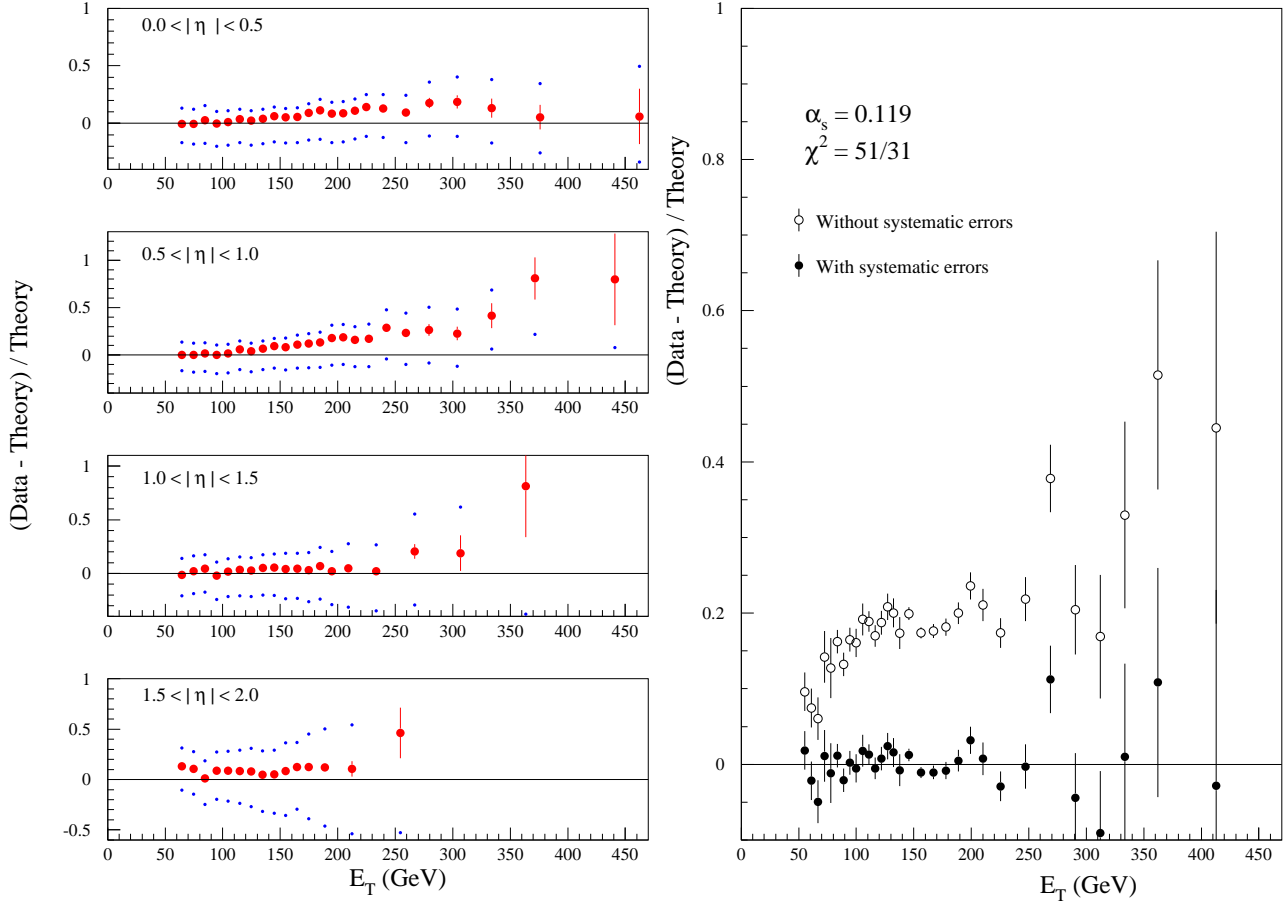 (Data - Theory) / Theory
1
0.5
0
0.0 < | η | < 0.5
0 50 100 150 200 250 300 350 400 450
1
0.5
0
0.5 < | η | < 1.0
0 50 100 150 200 250 300 350 400 450
1
0.5
0
1.0 < | η | < 1.5
0 50 100 150 200 250 300 350 400 450
1
0.5
0
-0.5
1.5 < | η | < 2.0
0 50 100 150 200 250 300 350 400 450
E_T (GeV)
(Data - Theory) / Theory
1
0.8
0.6
0.4
0.2
0
α_s = 0.119
χ² = 51/31
Without systematic errors
With systematic errors
0 50 100 150 200 250 300 350 400 450
E_T (GeV)